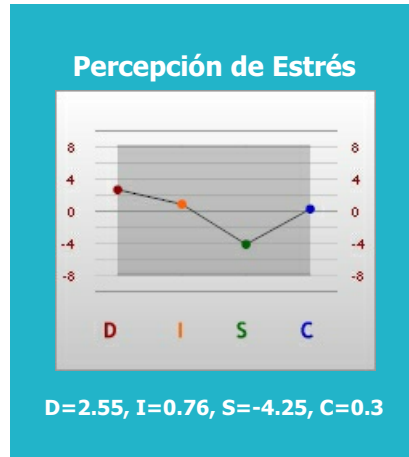 Percepción de Estrés
8 8
4 4
0 0
-4 -4
-8 -8
D I S C
D=2.55, I=0.76, S=-4.25, C=0.3